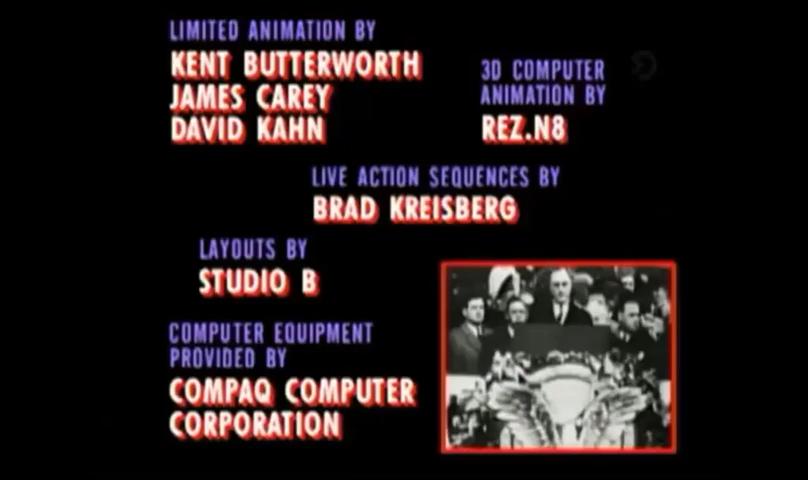 LIMITED ANIMATION BY
KENT BUTTERWORTH
JAMES CAREY
DAVID KAHN
3D COMPUTER
ANIMATION BY
REZ.N8
LIVE ACTION SEQUENCES BY
BRAD KREISBERG
LAYOUTS BY
STUDIO B
COMPUTER EQUIPMENT
PROVIDED BY
COMPAQ COMPUTER
CORPORATION